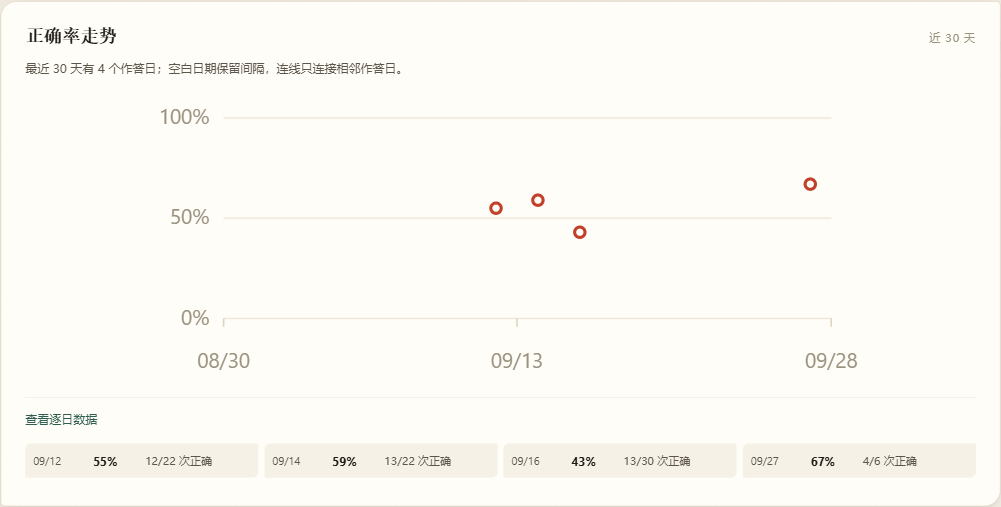 正确率走势
近 30 天
最近 30 天有 4 个作答日；空白日期保留间隔，连线只连接相邻作答日。
100%
50%
0%
08/30 09/13 09/28
查看逐日数据
09/12 55% 12/22 次正确 09/14 59% 13/22 次正确 09/16 43% 13/30 次正确 09/27 67% 4/6 次正确